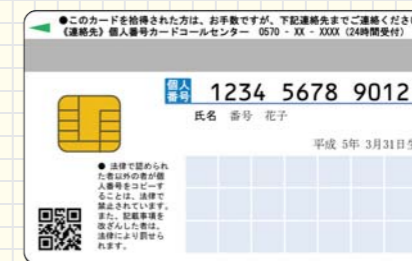 ●このカードを拾得された方は、お手数ですが、下記連絡先までご連絡くださ
《連絡先》個人番号カードコールセンター 0570 - XX - XXXX (24時間受付)
個人
番号
1234 5678 9012
氏名 番号 花子
平成 5年 3月31日生
● 法律で認められ
た者以外の者が個
人番号をコピーす
ることは、法律で
禁止されています。
また、記載事項を
改ざんした者は、
法律により罰せら
れます。